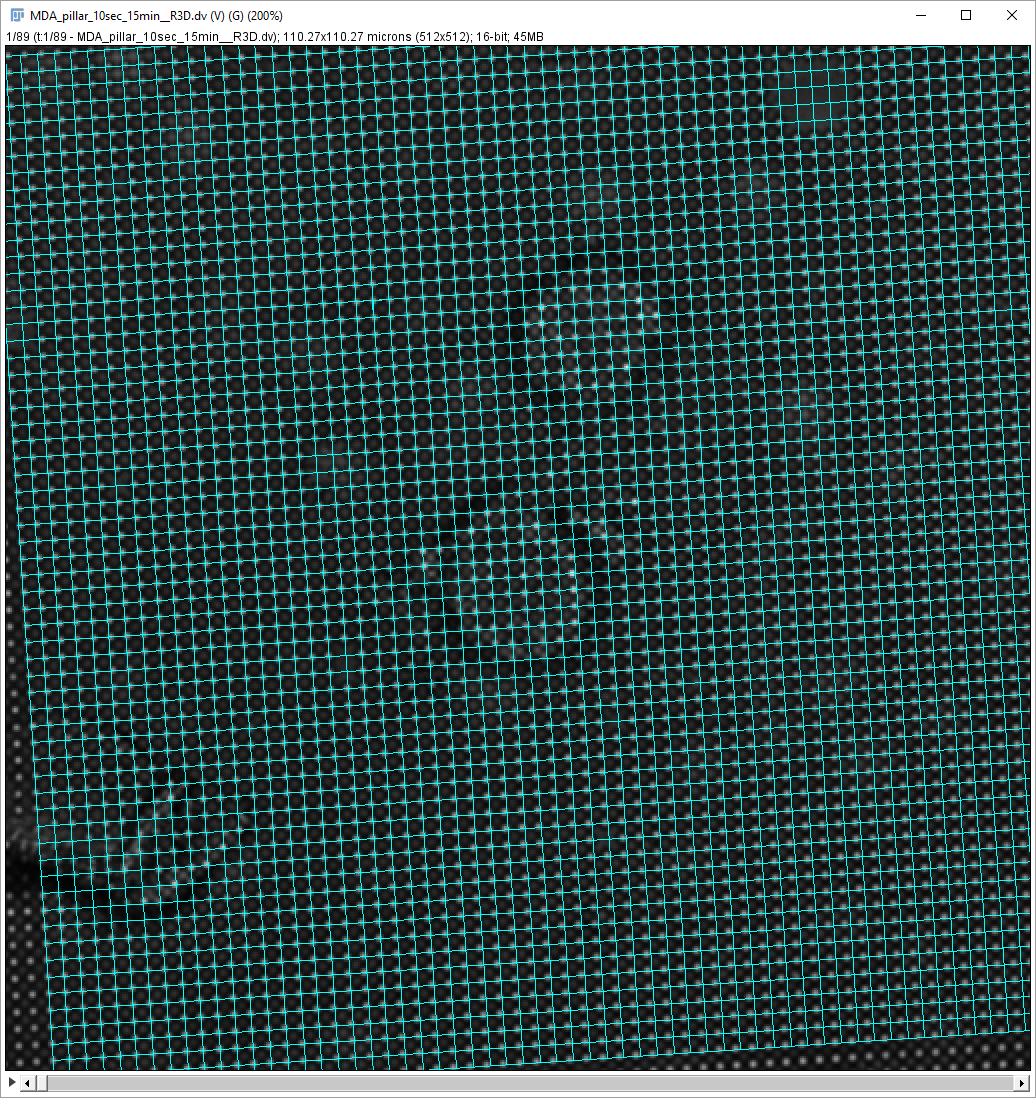 MDA_pillar_10sec_15min__R3D.dv (V) (G) (200%)
1/89 (t:1/89 - MDA_pillar_10sec_15min__R3D.dv); 110.27x110.27 microns (512x512); 16-bit; 45MB